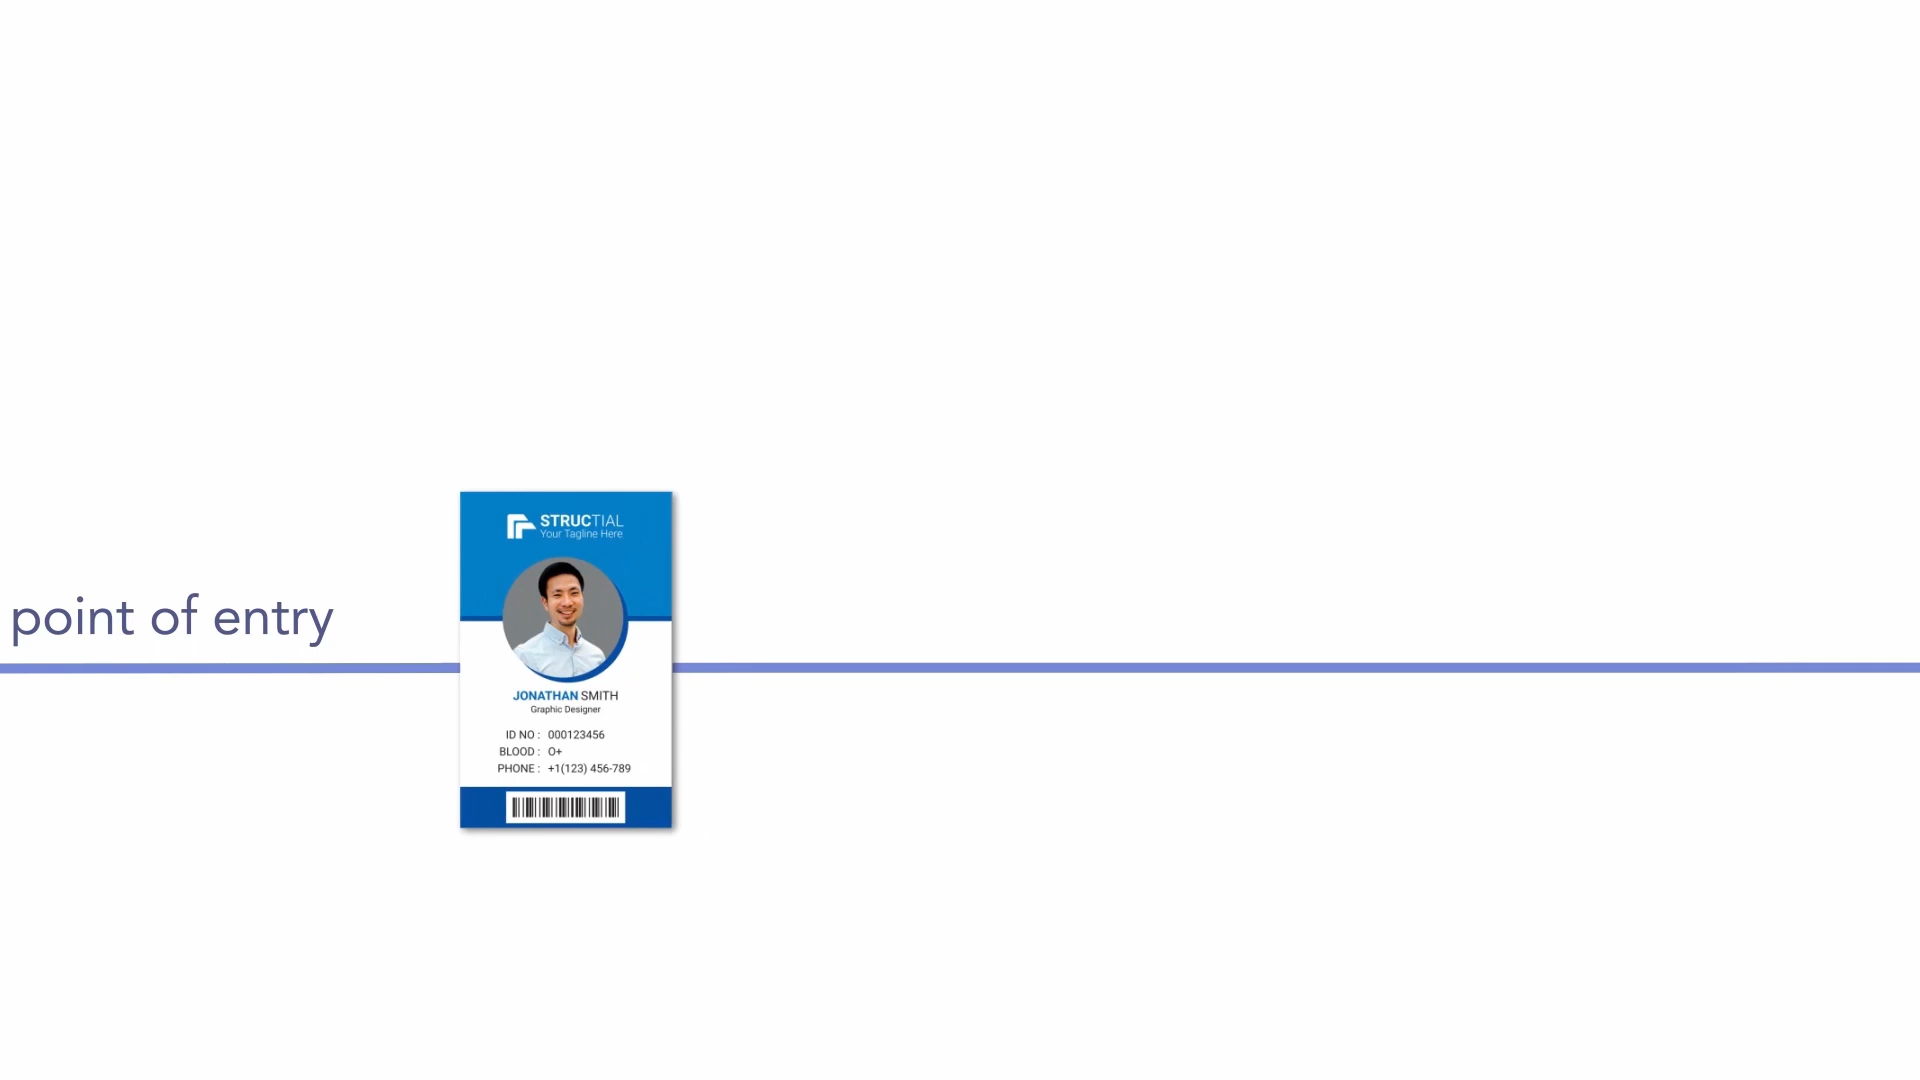 point of entry
STRUCTIAL
Your Tagline Here
JONATHAN SMITH
Graphic Designer
ID NO : 000123456
BLOOD : O+
PHONE : +1(123) 456-789